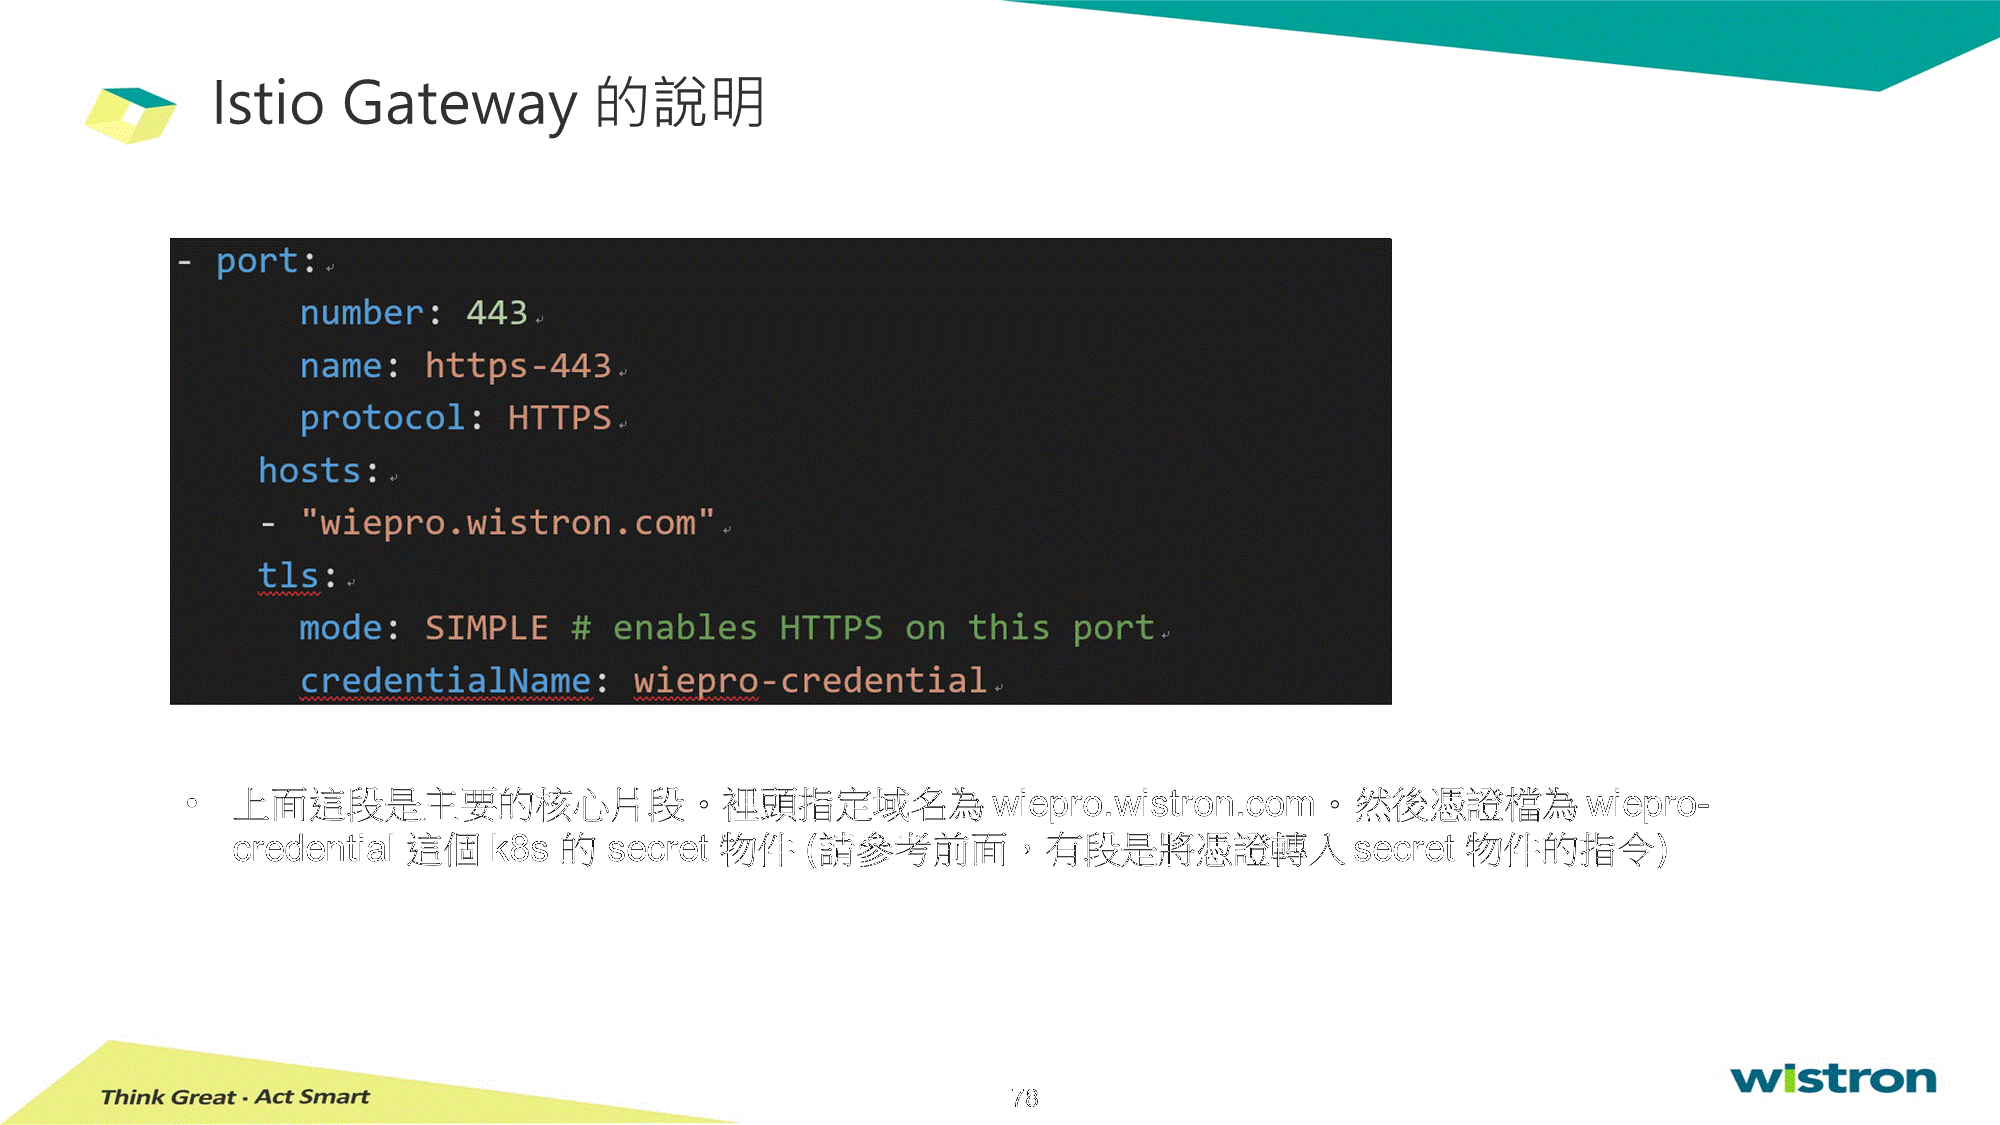 Istio Gateway 的說明
- port:
number: 443
name: https-443
protocol: HTTPS
hosts:
- "wiepro.wistron.com"
tls:
mode: SIMPLE # enables HTTPS on this port
credentialName: wiepro-credential
• 上面這段是主要的核心片段。裡頭指定域名為 wiepro.wistron.com。然後憑證檔為 wiepro-
credential 這個 k8s 的 secret 物件 (請參考前面，有段是將憑證轉入 secret 物件的指令)
Think Great · Act Smart
78
wistron